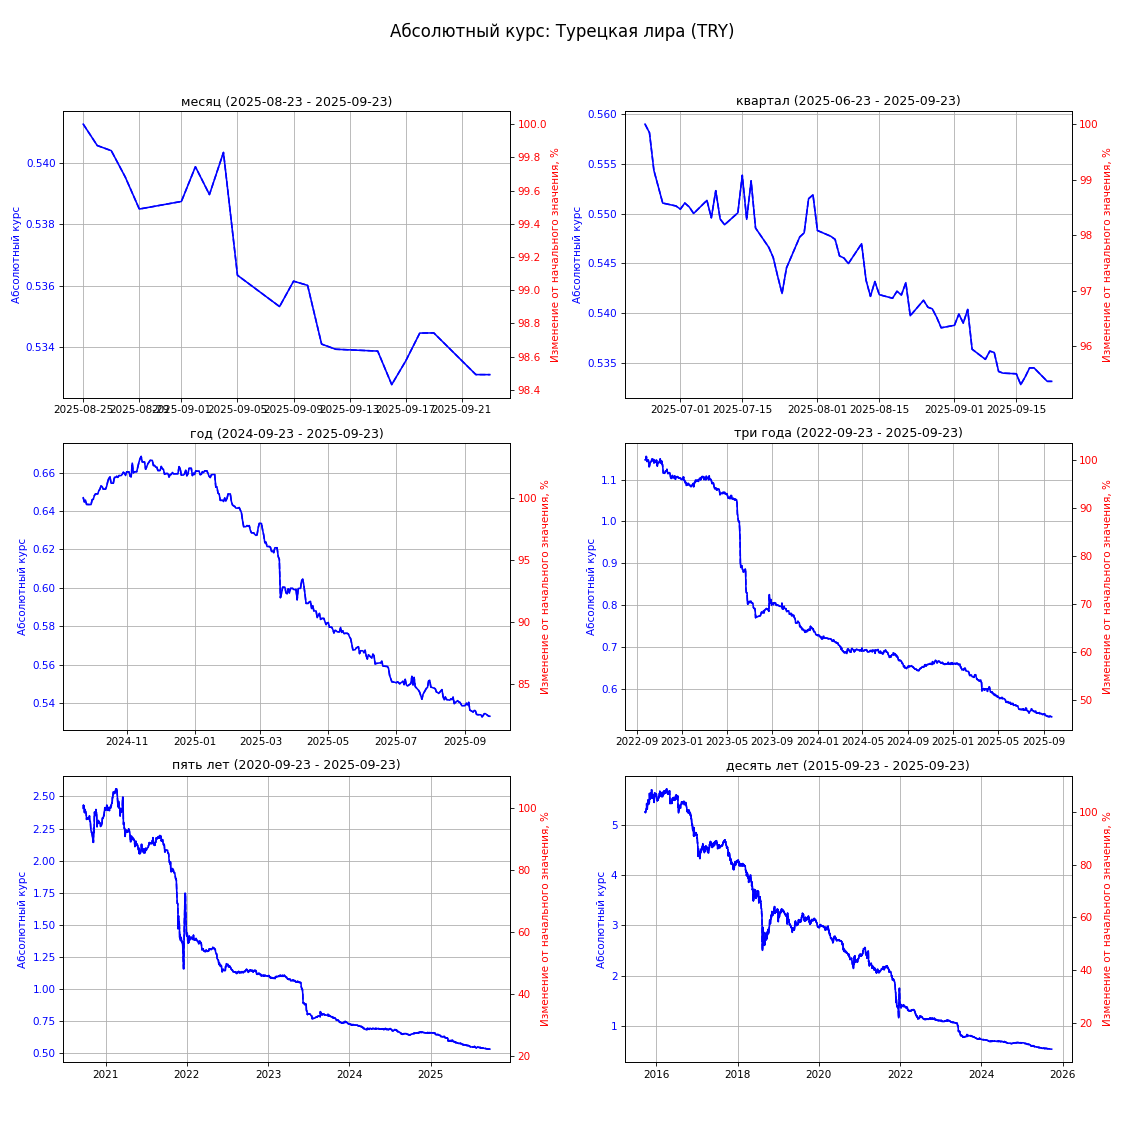 Абсолютный курс: Турецкая лира (TRY)
месяц (2025-08-23 - 2025-09-23)
Абсолютный курс
0.540
0.538
0.536
0.534
100.0
99.8
99.6
99.4
99.2
99.0
98.8
98.6
98.4
Изменение от начального значения, %
2025-08-25 2025-08-29 2025-09-01 2025-09-05 2025-09-09 2025-09-13 2025-09-17 2025-09-21
квартал (2025-06-23 - 2025-09-23)
Абсолютный курс
0.560
0.555
0.550
0.545
0.540
0.535
100
99
98
97
96
Изменение от начального значения, %
2025-07-01 2025-07-15 2025-08-01 2025-08-15 2025-09-01 2025-09-15
год (2024-09-23 - 2025-09-23)
Абсолютный курс
0.66
0.64
0.62
0.60
0.58
0.56
0.54
100
95
90
85
Изменение от начального значения, %
2024-11 2025-01 2025-03 2025-05 2025-07 2025-09
три года (2022-09-23 - 2025-09-23)
Абсолютный курс
1.1
1.0
0.9
0.8
0.7
0.6
100
90
80
70
60
50
Изменение от начального значения, %
2022-09 2023-01 2023-05 2023-09 2024-01 2024-05 2024-09 2025-01 2025-05 2025-09
пять лет (2020-09-23 - 2025-09-23)
Абсолютный курс
2.50
2.25
2.00
1.75
1.50
1.25
1.00
0.75
0.50
100
80
60
40
20
Изменение от начального значения, %
2021 2022 2023 2024 2025
десять лет (2015-09-23 - 2025-09-23)
Абсолютный курс
5
4
3
2
1
100
80
60
40
20
Изменение от начального значения, %
2016 2018 2020 2022 2024 2026